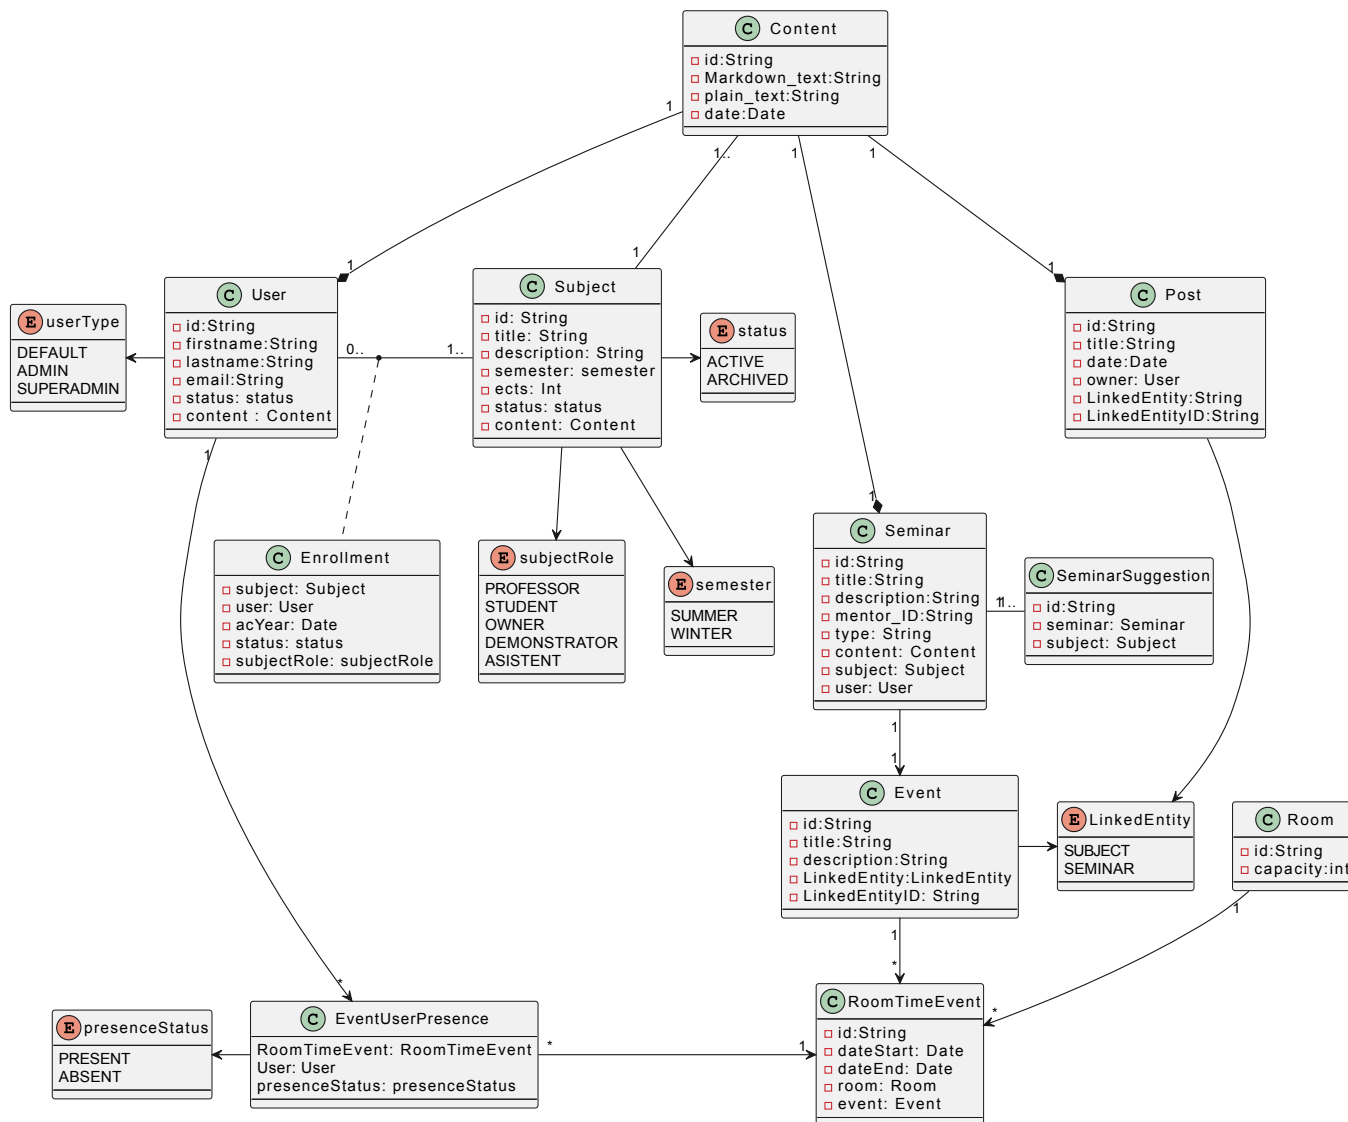 C Content
id:String
Markdown_text:String
plain_text:String
date:Date
1
1..
1
1
1
1
1
1
C User
id:String
firstname:String
lastname:String
email:String
status: status
content : Content
E userType
DEFAULT
ADMIN
SUPERADMIN
0..
1..
C Subject
id: String
title: String
description: String
semester: semester
ects: Int
status: status
content: Content
E status
ACTIVE
ARCHIVED
C Post
id:String
title:String
date:Date
owner: User
LinkedEntity:String
LinkedEntityID:String
1
C Enrollment
subject: Subject
user: User
acYear: Date
status: status
subjectRole: subjectRole
E subjectRole
PROFESSOR
STUDENT
OWNER
DEMONSTRATOR
ASISTENT
E semester
SUMMER
WINTER
C Seminar
id:String
title:String
description:String
mentor_ID:String
type: String
content: Content
subject: Subject
user: User
1
1..
C SeminarSuggestion
id:String
seminar: Seminar
subject: Subject
1
1
C Event
id:String
title:String
description:String
LinkedEntity:LinkedEntity
LinkedEntityID: String
E LinkedEntity
SUBJECT
SEMINAR
C Room
id:String
capacity:int
1
1
*
*
*
E presenceStatus
PRESENT
ABSENT
C EventUserPresence
RoomTimeEvent: RoomTimeEvent
User: User
presenceStatus: presenceStatus
*
1
C RoomTimeEvent
id:String
dateStart: Date
dateEnd: Date
room: Room
event: Event